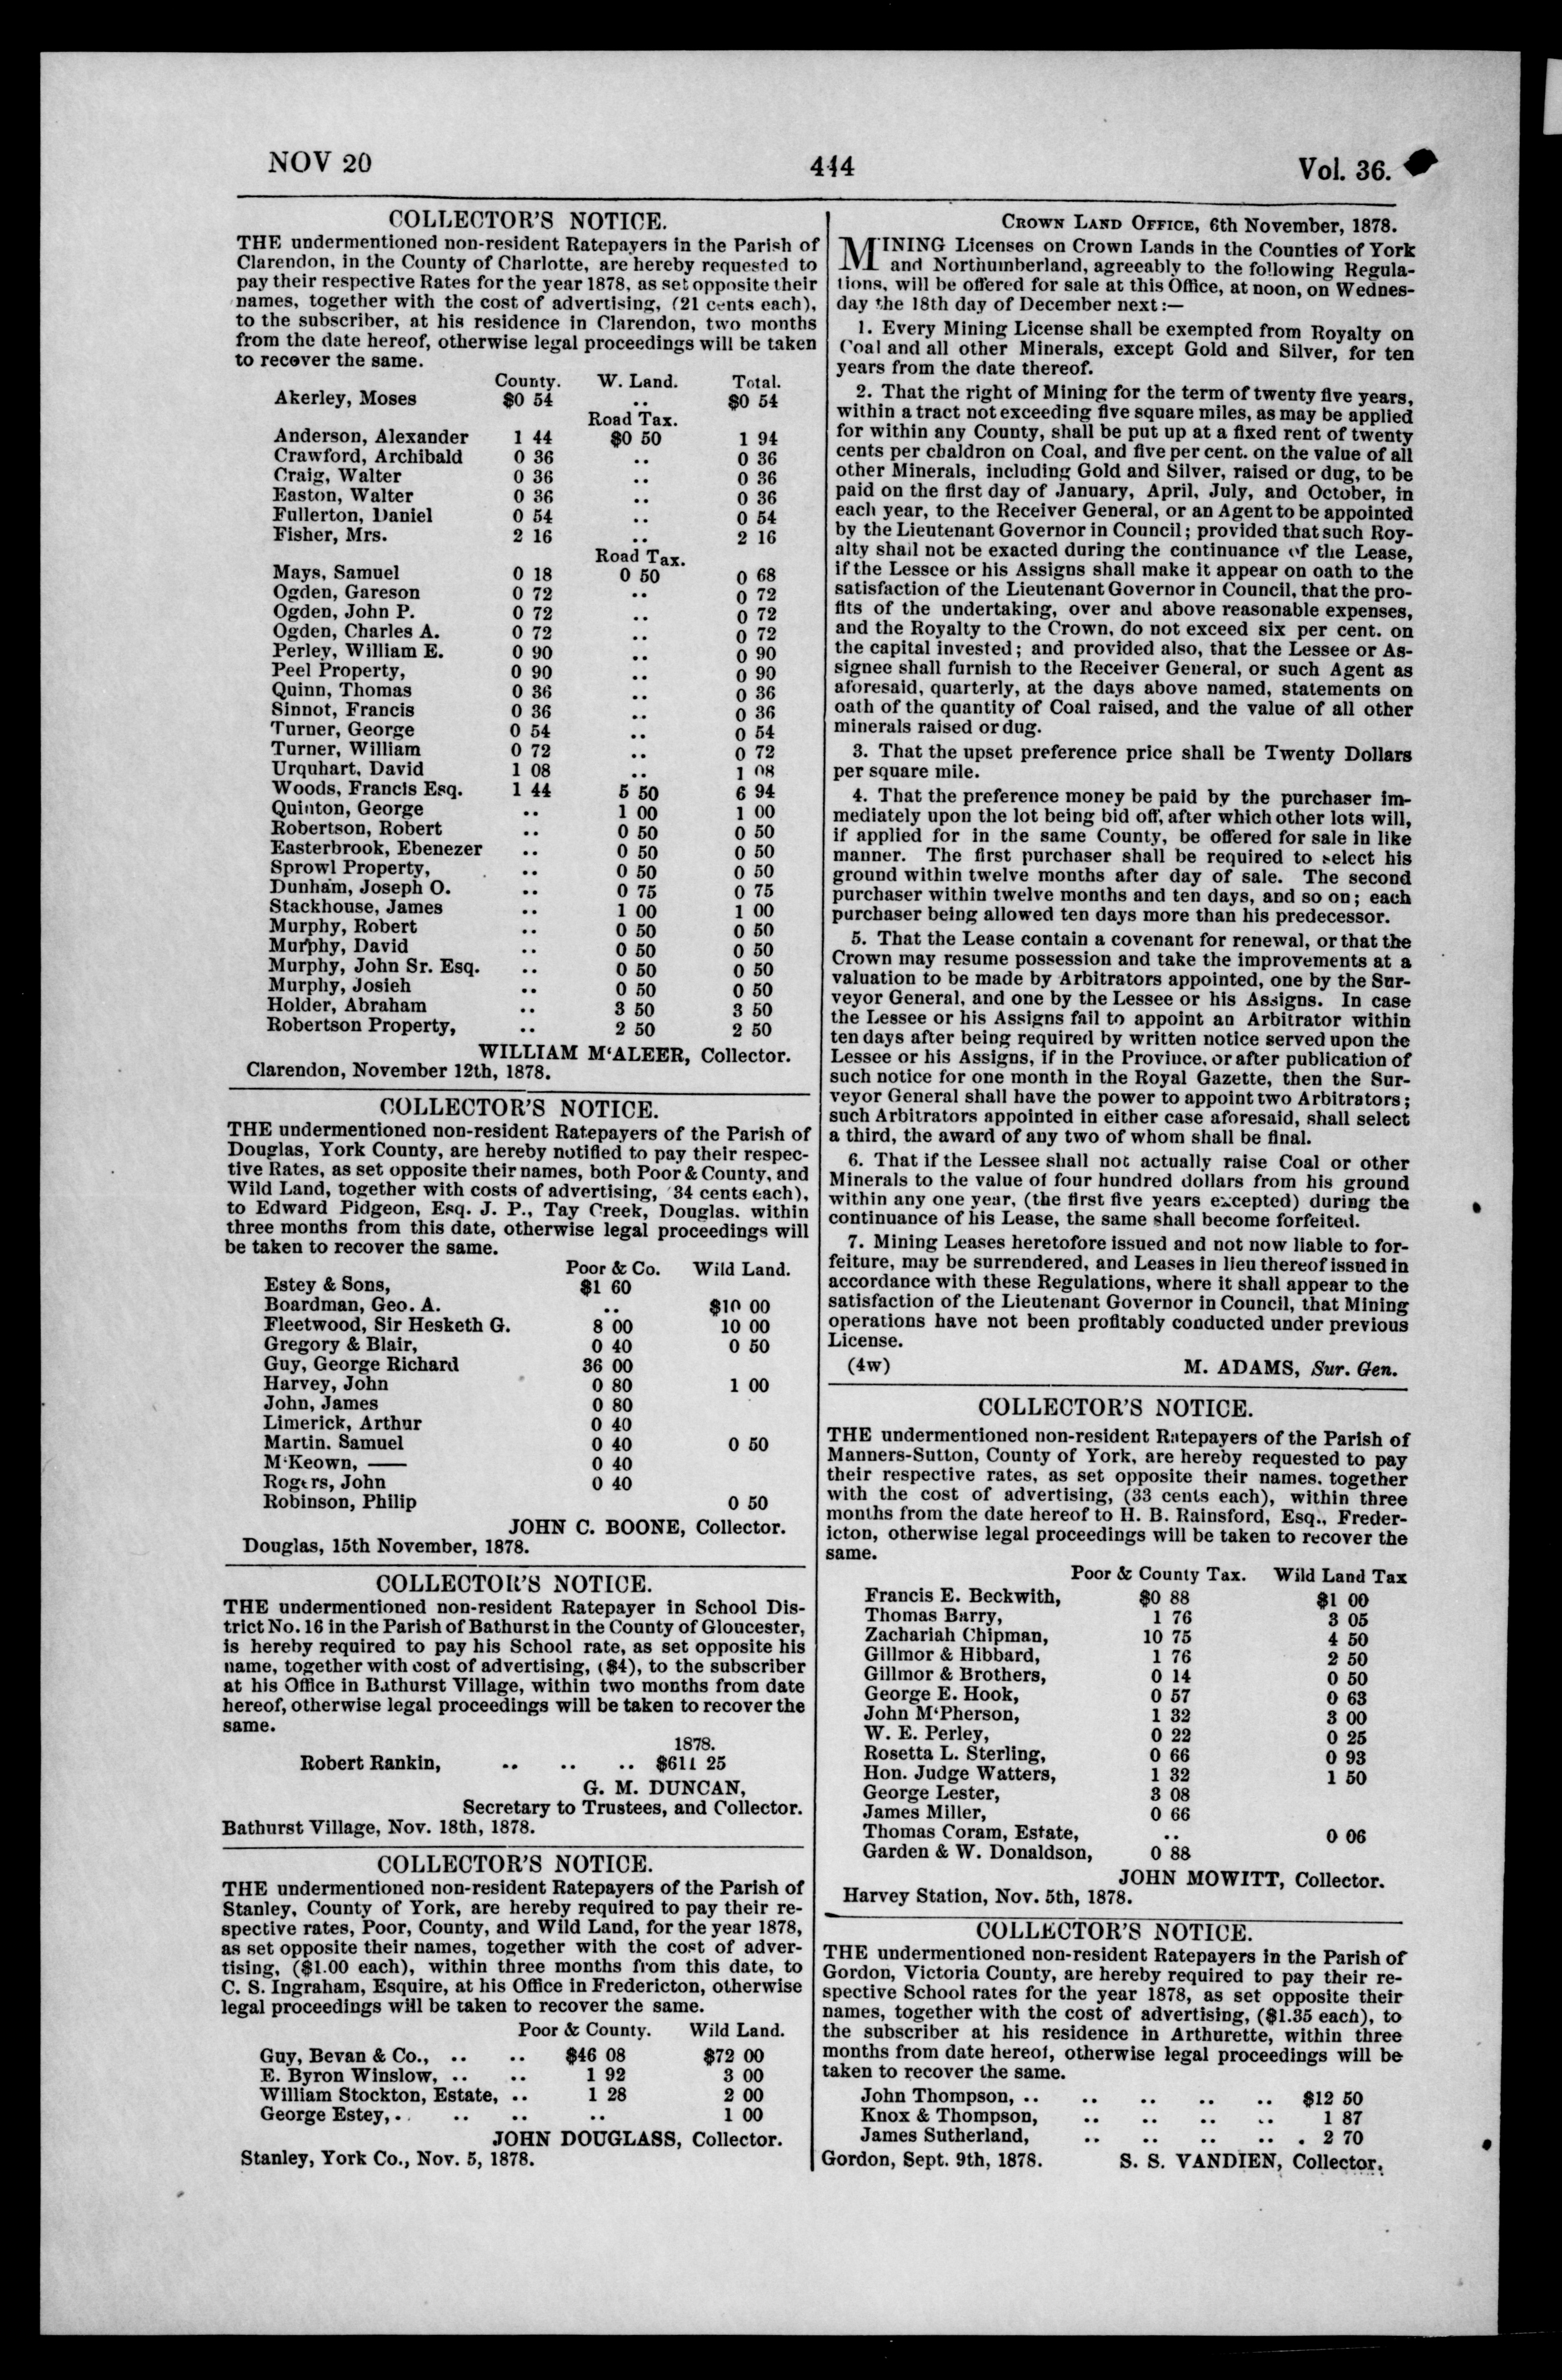 NOV 20 444 Vol. 36.
COLLECTOR'S NOTICE.
THE undermentioned non-resident Ratepayers in the Parish of
Clarendon, in the County of Charlotte, are hereby requested to
pay their respective Rates for the year 1878, as set opposite their
names, together with the cost of advertising, (21 cents each),
to the subscriber, at his residence in Clarendon, two months
from the date hereof, otherwise legal proceedings will be taken
to recover the same.
County. W. Land. Total.
Akerley, Moses $0 54 .. $0 54
Road Tax.
Anderson, Alexander 1 44 $0 50 1 94
Crawford, Archibald 0 36 .. 0 36
Craig, Walter 0 36 .. 0 36
Easton, Walter 0 36 .. 0 36
Fullerton, Daniel 0 54 .. 0 54
Fisher, Mrs. 2 16 .. 2 16
Road Tax.
Mays, Samuel 0 18 0 50 0 68
Ogden, Gareson 0 72 .. 0 72
Ogden, John P. 0 72 .. 0 72
Ogden, Charles A. 0 72 .. 0 72
Perley, William E. 0 90 .. 0 90
Peel Property, 0 90 .. 0 90
Quinn, Thomas 0 36 .. 0 36
Sinnot, Francis 0 36 .. 0 36
Turner, George 0 54 .. 0 54
Turner, William 0 72 .. 0 72
Urquhart, David 1 08 .. 1 08
Woods, Francis Esq. 1 44 5 50 6 94
Quinton, George .. 1 00 1 00
Robertson, Robert .. 0 50 0 50
Easterbrook, Ebenezer .. 0 50 0 50
Sprowl Property, .. 0 50 0 50
Dunham, Joseph O. .. 0 75 0 75
Stackhouse, James .. 1 00 1 00
Murphy, Robert .. 0 50 0 50
Murphy, David .. 0 50 0 50
Murphy, John Sr. Esq. .. 0 50 0 50
Murphy, Josieh .. 0 50 0 50
Holder, Abraham .. 3 50 3 50
Robertson Property, .. 2 50 2 50
WILLIAM M'ALEER, Collector.
Clarendon, November 12th, 1878.
COLLECTOR'S NOTICE.
THE undermentioned non-resident Ratepayers of the Parish of
Douglas, York County, are hereby notified to pay their respec-
tive Rates, as set opposite their names, both Poor & County, and
Wild Land, together with costs of advertising, 34 cents each),
to Edward Pidgeon, Esq. J. P., Tay Creek, Douglas. within
three months from this date, otherwise legal proceedings will
be taken to recover the same.
Poor & Co. Wild Land.
Estey & Sons, $1 60
Boardman, Geo. A. .. $10 00
Fleetwood, Sir Hesketh G. 8 00 10 00
Gregory & Blair, 0 40 0 50
Guy, George Richard 36 00
Harvey, John 0 80 1 00
John, James 0 80
Limerick, Arthur 0 40
Martin. Samuel 0 40 0 50
M'Keown, —— 0 40
Rogers, John 0 40
Robinson, Philip 0 50
JOHN C. BOONE, Collector.
Douglas, 15th November, 1878.
COLLECTOR'S NOTICE.
THE undermentioned non-resident Ratepayer in School Dis-
trict No. 16 in the Parish of Bathurst in the County of Gloucester,
is hereby required to pay his School rate, as set opposite his
name, together with cost of advertising, ($4), to the subscriber
at his Office in Bathurst Village, within two months from date
hereof, otherwise legal proceedings will be taken to recover the
same.
1878.
Robert Rankin, .. .. .. $611 25
G. M. DUNCAN,
Secretary to Trustees, and Collector.
Bathurst Village, Nov. 18th, 1878.
COLLECTOR'S NOTICE.
THE undermentioned non-resident Ratepayers of the Parish of
Stanley, County of York, are hereby required to pay their re-
spective rates, Poor, County, and Wild Land, for the year 1878,
as set opposite their names, together with the cost of adver-
tising, ($1.00 each), within three months from this date, to
C. S. Ingraham, Esquire, at his Office in Fredericton, otherwise
legal proceedings will be taken to recover the same.
Poor & County. Wild Land.
Guy, Bevan & Co., .. .. $46 08 $72 00
E. Byron Winslow, .. .. 1 92 3 00
William Stockton, Estate, .. 1 28 2 00
George Estey, .. .. .. .. 1 00
JOHN DOUGLASS, Collector.
Stanley, York Co., Nov. 5, 1878.
CROWN LAND OFFICE, 6th November, 1878.
MINING Licenses on Crown Lands in the Counties of York
and Northumberland, agreeably to the following Regula-
tions, will be offered for sale at this Office, at noon, on Wednes-
day the 18th day of December next:—
1. Every Mining License shall be exempted from Royalty on
Coal and all other Minerals, except Gold and Silver, for ten
years from the date thereof.
2. That the right of Mining for the term of twenty five years,
within a tract not exceeding five square miles, as may be applied
for within any County, shall be put up at a fixed rent of twenty
cents per chaldron on Coal, and five per cent. on the value of all
other Minerals, including Gold and Silver, raised or dug, to be
paid on the first day of January, April, July, and October, in
each year, to the Receiver General, or an Agent to be appointed
by the Lieutenant Governor in Council; provided that such Roy-
alty shall not be exacted during the continuance of the Lease,
if the Lessee or his Assigns shall make it appear on oath to the
satisfaction of the Lieutenant Governor in Council, that the pro-
fits of the undertaking, over and above reasonable expenses,
and the Royalty to the Crown, do not exceed six per cent. on
the capital invested; and provided also, that the Lessee or As-
signee shall furnish to the Receiver General, or such Agent as
aforesaid, quarterly, at the days above named, statements on
oath of the quantity of Coal raised, and the value of all other
minerals raised or dug.
3. That the upset preference price shall be Twenty Dollars
per square mile.
4. That the preference money be paid by the purchaser im-
mediately upon the lot being bid off, after which other lots will,
if applied for in the same County, be offered for sale in like
manner. The first purchaser shall be required to select his
ground within twelve months after day of sale. The second
purchaser within twelve months and ten days, and so on; each
purchaser being allowed ten days more than his predecessor.
5. That the Lease contain a covenant for renewal, or that the
Crown may resume possession and take the improvements at a
valuation to be made by Arbitrators appointed, one by the Sur-
veyor General, and one by the Lessee or his Assigns. In case
the Lessee or his Assigns fail to appoint an Arbitrator within
ten days after being required by written notice served upon the
Lessee or his Assigns, if in the Province, or after publication of
such notice for one month in the Royal Gazette, then the Sur-
veyor General shall have the power to appoint two Arbitrators;
such Arbitrators appointed in either case aforesaid, shall select
a third, the award of any two of whom shall be final.
6. That if the Lessee shall not actually raise Coal or other
Minerals to the value of four hundred dollars from his ground
within any one year, (the first five years excepted) during the
continuance of his Lease, the same shall become forfeited.
7. Mining Leases heretofore issued and not now liable to for-
feiture, may be surrendered, and Leases in lieu thereof issued in
accordance with these Regulations, where it shall appear to the
satisfaction of the Lieutenant Governor in Council, that Mining
operations have not been profitably conducted under previous
License.
(4w) M. ADAMS, Sur. Gen.
COLLECTOR'S NOTICE.
THE undermentioned non-resident Ratepayers of the Parish of
Manners-Sutton, County of York, are hereby requested to pay
their respective rates, as set opposite their names. together
with the cost of advertising, (33 cents each), within three
months from the date hereof to H. B. Rainsford, Esq., Freder-
icton, otherwise legal proceedings will be taken to recover the
same.
Poor & County Tax. Wild Land Tax
Francis E. Beckwith, $0 88 $1 00
Thomas Barry, 1 76 3 05
Zachariah Chipman, 10 75 4 50
Gillmor & Hibbard, 1 76 2 50
Gillmor & Brothers, 0 14 0 50
George E. Hook, 0 57 0 63
John M'Pherson, 1 32 3 00
W. E. Perley, 0 22 0 25
Rosetta L. Sterling, 0 66 0 93
Hon. Judge Watters, 1 32 1 50
George Lester, 3 08
James Miller, 0 66
Thomas Coram, Estate, .. 0 06
Garden & W. Donaldson, 0 88
JOHN MOWITT, Collector.
Harvey Station, Nov. 5th, 1878.
COLLECTOR'S NOTICE.
THE undermentioned non-resident Ratepayers in the Parish of
Gordon, Victoria County, are hereby required to pay their re-
spective School rates for the year 1878, as set opposite their
names, together with the cost of advertising, ($1.35 each), to
the subscriber at his residence in Arthurette, within three
months from date hereof, otherwise legal proceedings will be
taken to recover the same.
John Thompson, .. .. .. .. .. $12 50
Knox & Thompson, .. .. .. .. 1 87
James Sutherland, .. .. .. .. . 2 70
Gordon, Sept. 9th, 1878. S. S. VANDIEN, Collector.